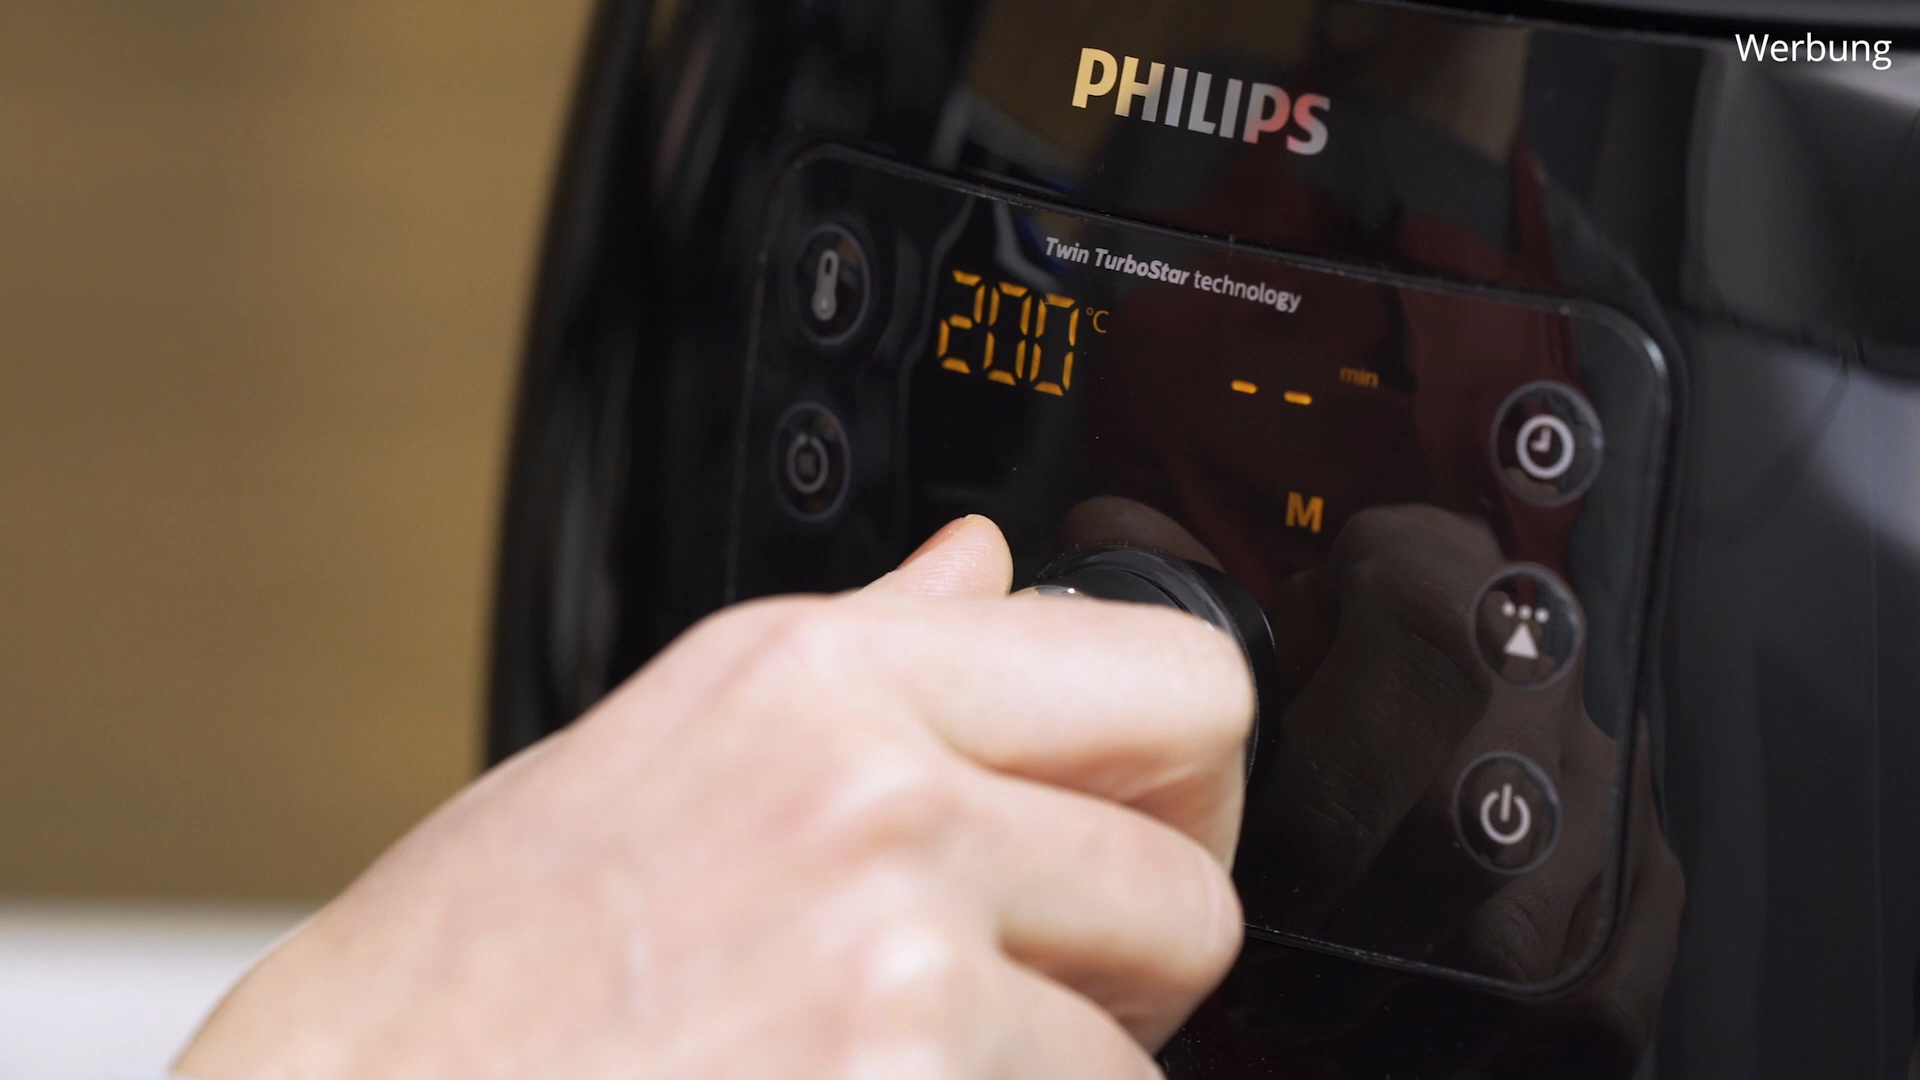 Werbung
PHILIPS
Twin TurboStar technology
200 °C
-- min
M